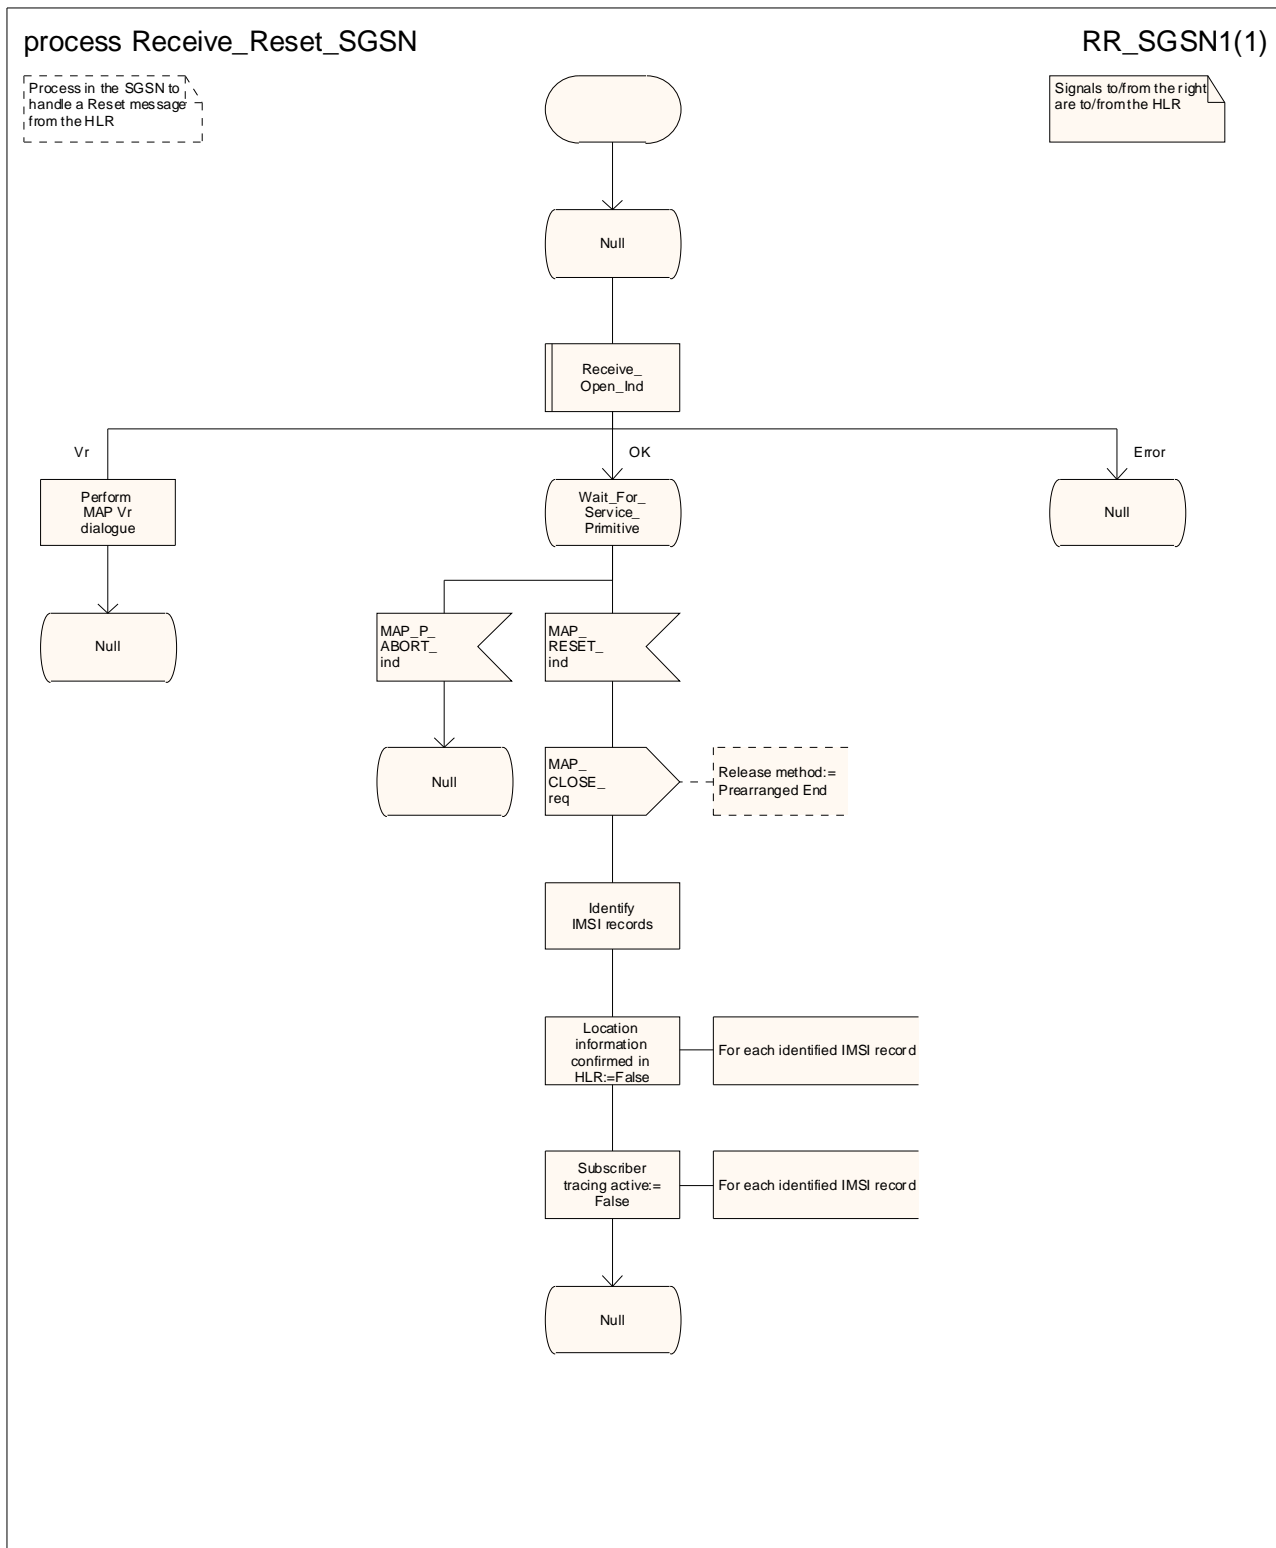 process Receive_Reset_SGSN
RR_SGSN1(1)
Process in the SGSN to
handle a Reset message
from the HLR
Signals to/from the right
are to/from the HLR
Null
Receive_
Open_Ind
Vr
OK
Error
Perform
MAP Vr
dialogue
Wait_For_
Service_
Primitive
Null
Null
MAP_P_
ABORT_
ind
MAP_
RESET_
ind
Null
MAP_
CLOSE_
req
Release method:=
Prearranged End
Identify
IMSI records
Location
information
confirmed in
HLR:=False
For each identified IMSI record
Subscriber
tracing active:=
False
For each identified IMSI record
Null